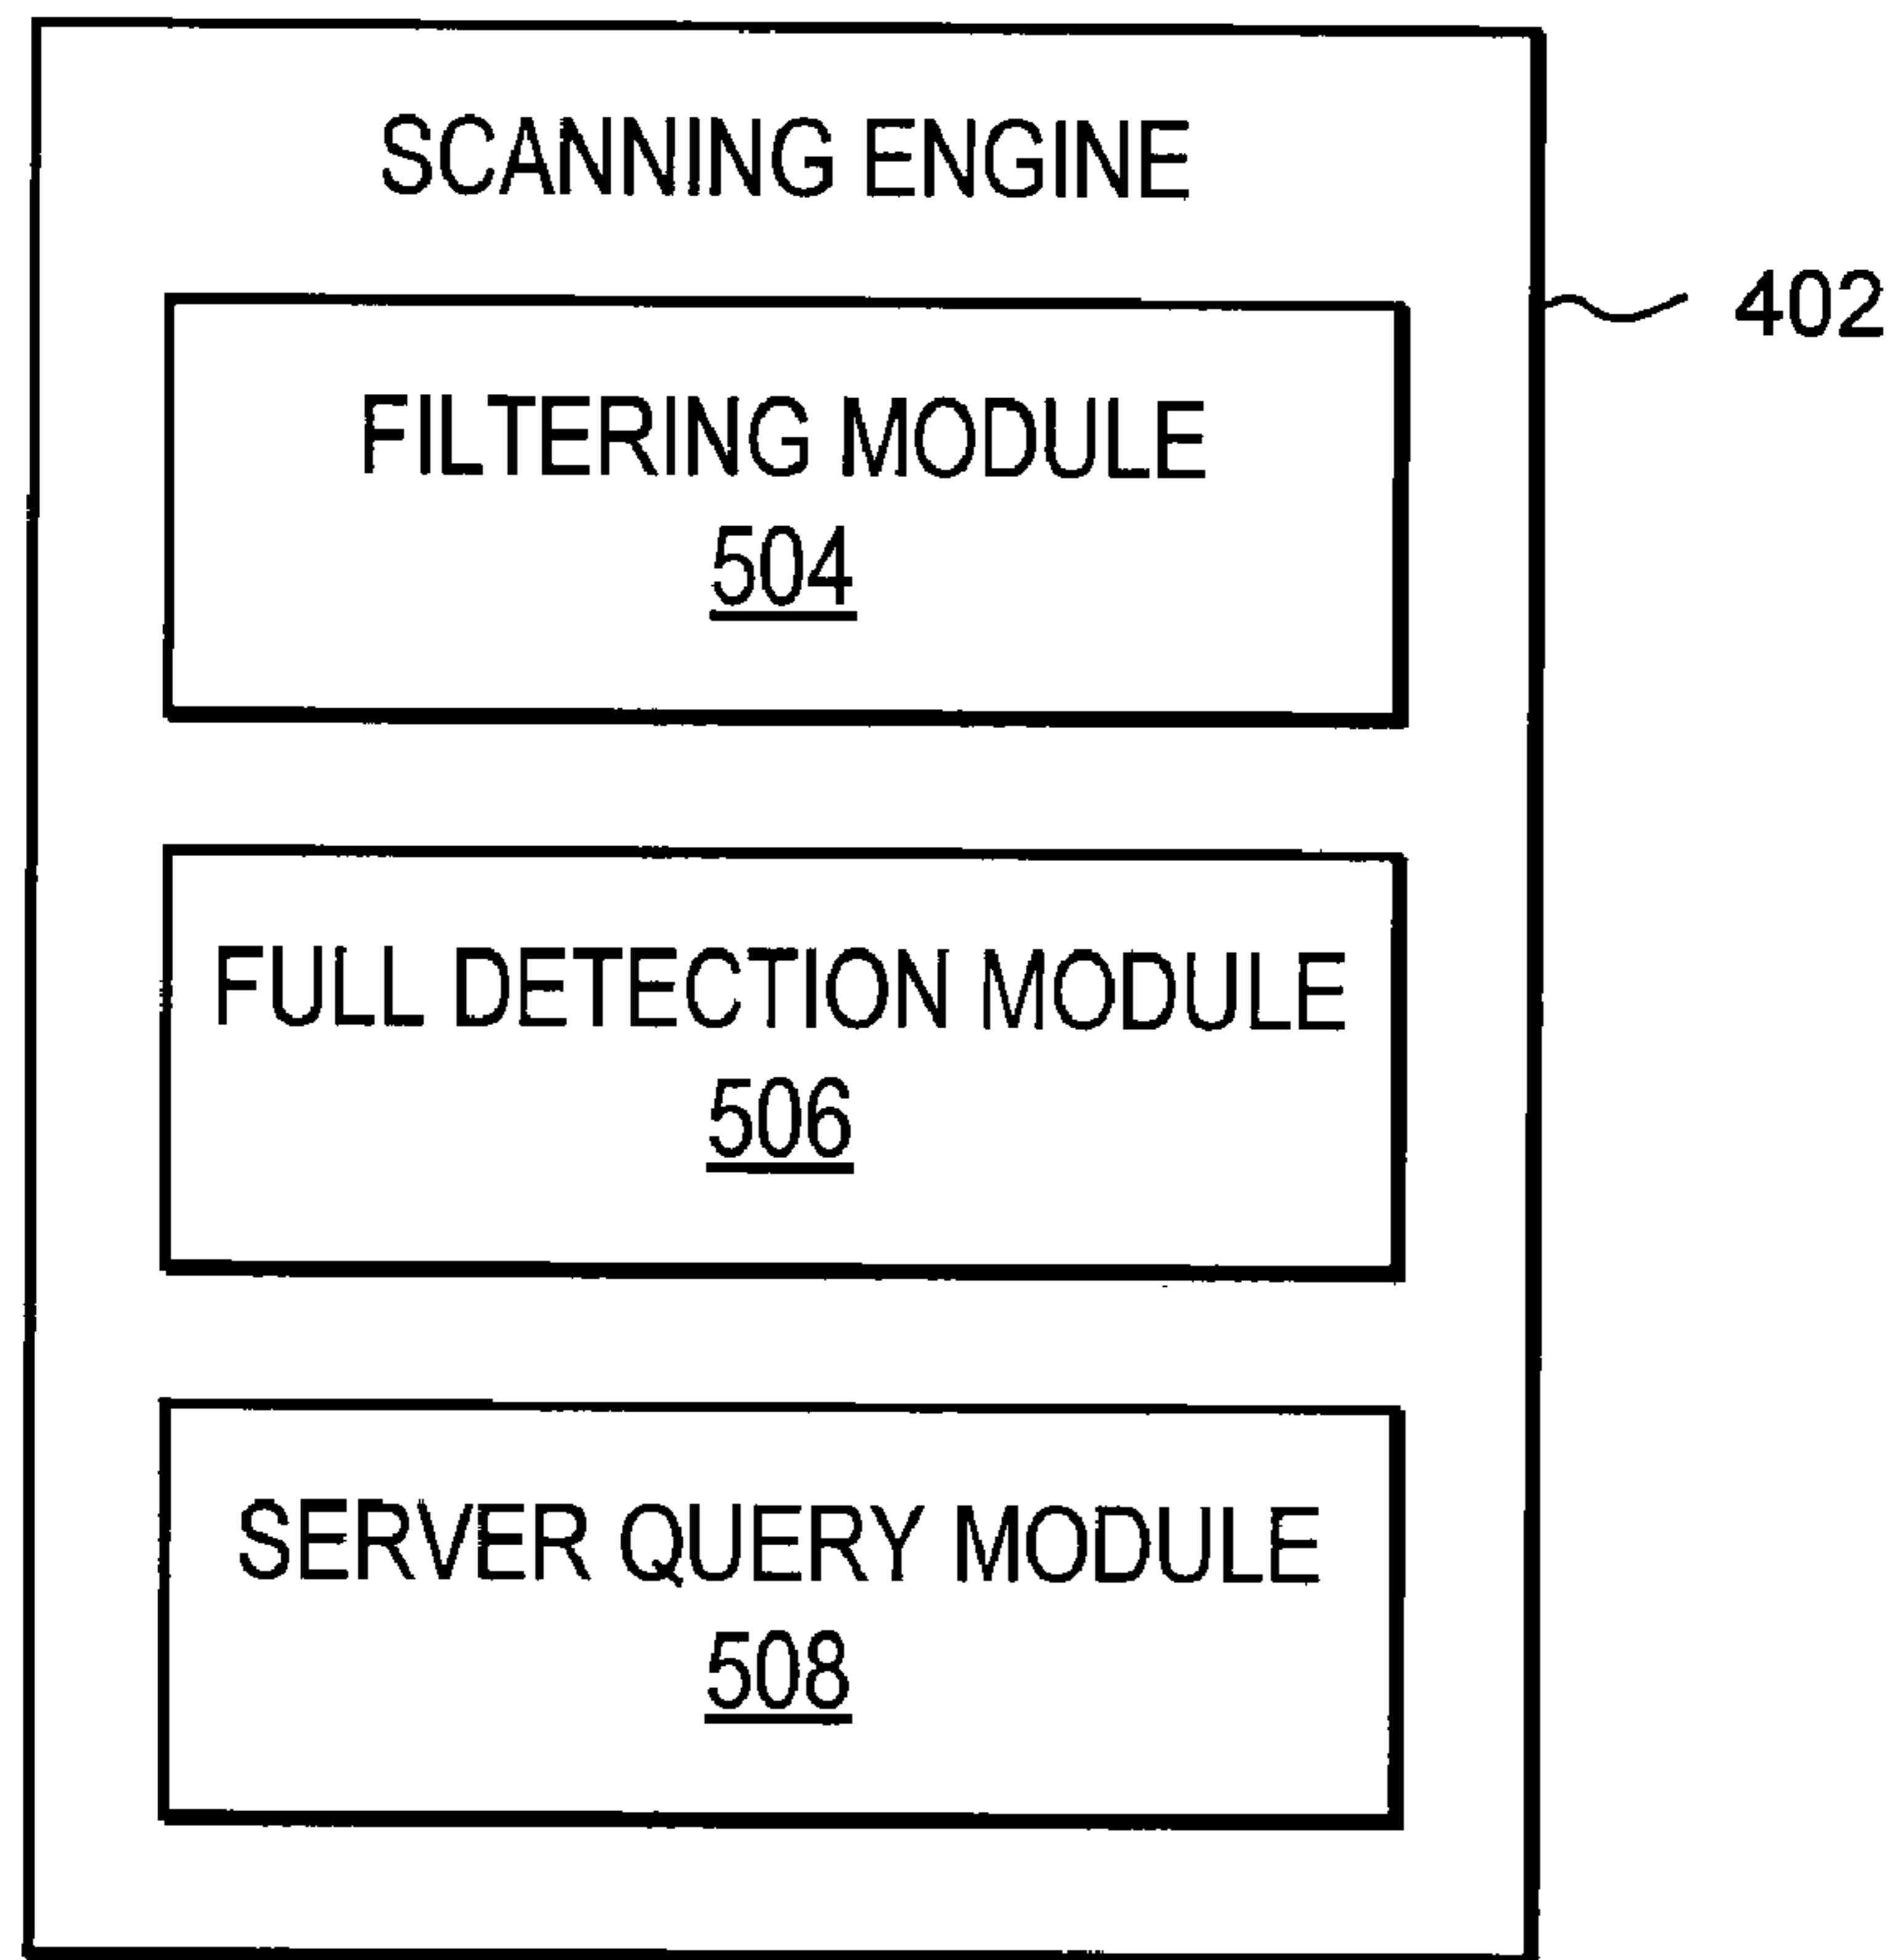 SCANNING ENGINE
402
FILTERING MODULE
504
FULL DETECTION MODULE
506
SERVER QUERY MODULE
508